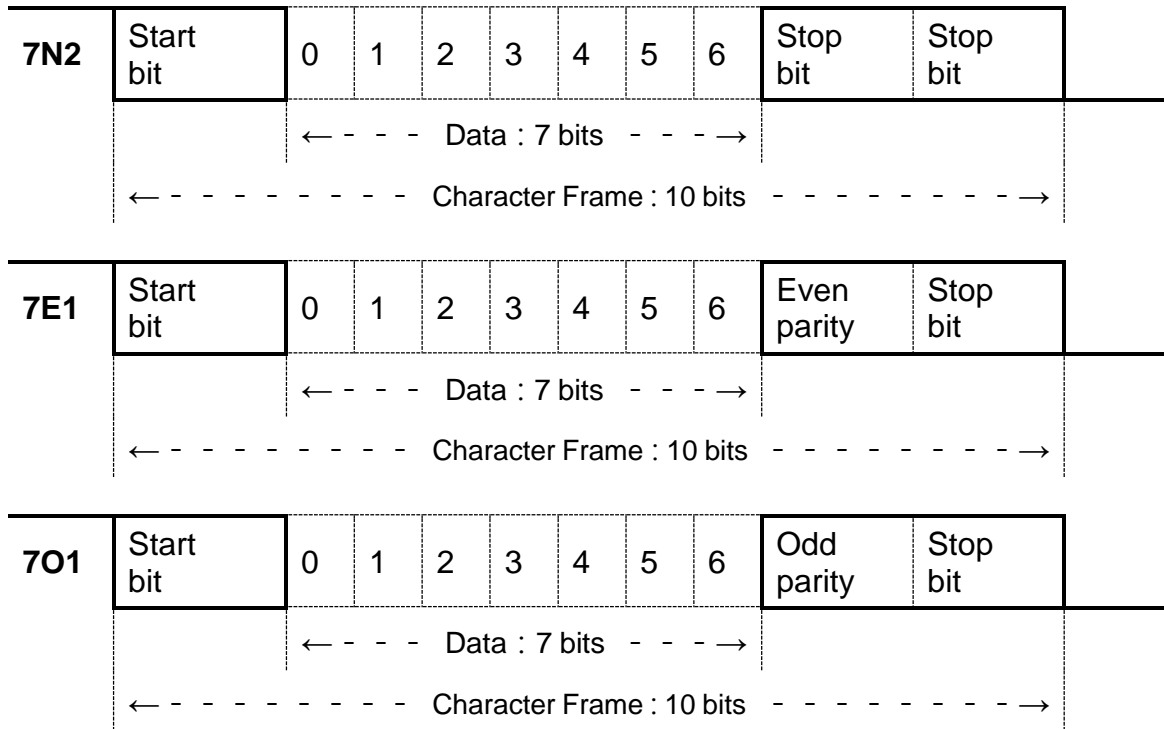 7N2 Start bit 0 1 2 3 4 5 6 Stop bit Stop bit
← - - - Data : 7 bits - - - →
← - - - - - - - - Character Frame : 10 bits - - - - - - - - →
7E1 Start bit 0 1 2 3 4 5 6 Even parity Stop bit
← - - - Data : 7 bits - - - →
← - - - - - - - - Character Frame : 10 bits - - - - - - - - →
7O1 Start bit 0 1 2 3 4 5 6 Odd parity Stop bit
← - - - Data : 7 bits - - - →
← - - - - - - - - Character Frame : 10 bits - - - - - - - - →